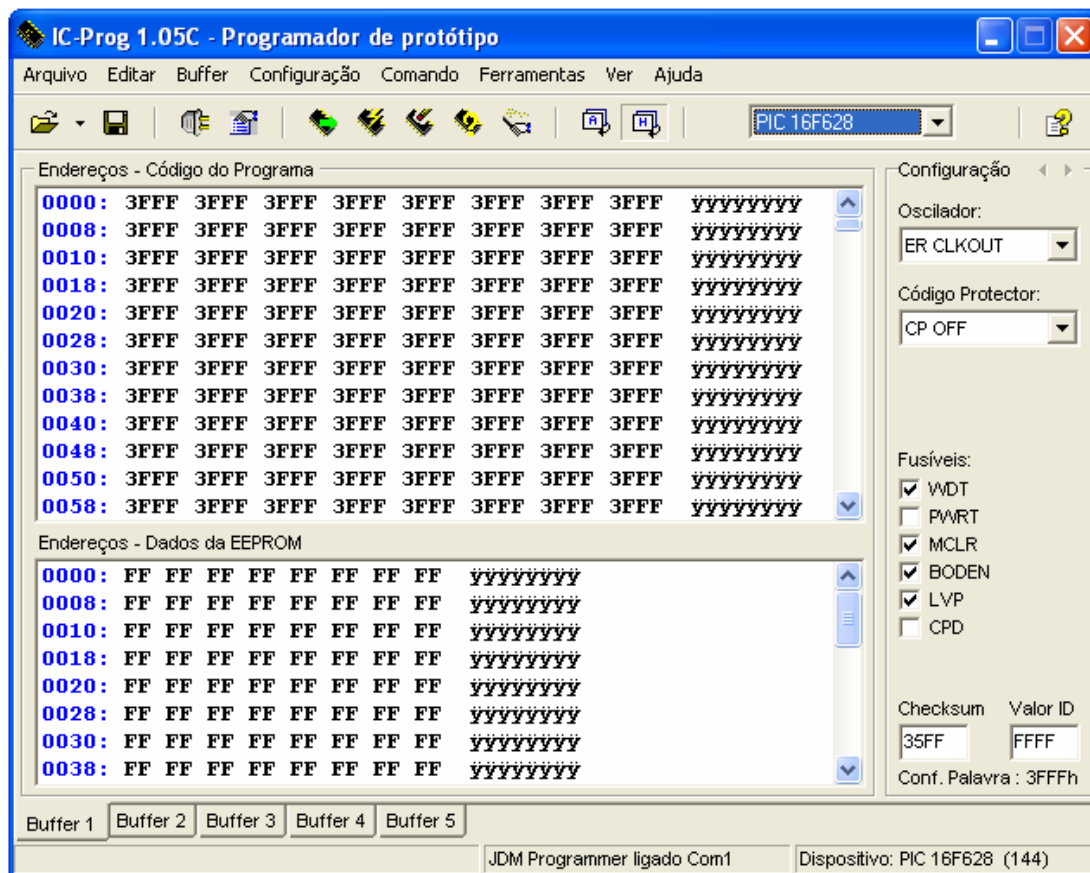 IC-Prog 1.05C - Programador de protótipo
Arquivo Editar Buffer Configuração Comando Ferramentas Ver Ajuda
PIC 16F628
Endereços - Código do Programa
0000: 3FFF 3FFF 3FFF 3FFF 3FFF 3FFF 3FFF 3FFF ÿÿÿÿÿÿÿÿ
0008: 3FFF 3FFF 3FFF 3FFF 3FFF 3FFF 3FFF 3FFF ÿÿÿÿÿÿÿÿ
0010: 3FFF 3FFF 3FFF 3FFF 3FFF 3FFF 3FFF 3FFF ÿÿÿÿÿÿÿÿ
0018: 3FFF 3FFF 3FFF 3FFF 3FFF 3FFF 3FFF 3FFF ÿÿÿÿÿÿÿÿ
0020: 3FFF 3FFF 3FFF 3FFF 3FFF 3FFF 3FFF 3FFF ÿÿÿÿÿÿÿÿ
0028: 3FFF 3FFF 3FFF 3FFF 3FFF 3FFF 3FFF 3FFF ÿÿÿÿÿÿÿÿ
0030: 3FFF 3FFF 3FFF 3FFF 3FFF 3FFF 3FFF 3FFF ÿÿÿÿÿÿÿÿ
0038: 3FFF 3FFF 3FFF 3FFF 3FFF 3FFF 3FFF 3FFF ÿÿÿÿÿÿÿÿ
0040: 3FFF 3FFF 3FFF 3FFF 3FFF 3FFF 3FFF 3FFF ÿÿÿÿÿÿÿÿ
0048: 3FFF 3FFF 3FFF 3FFF 3FFF 3FFF 3FFF 3FFF ÿÿÿÿÿÿÿÿ
0050: 3FFF 3FFF 3FFF 3FFF 3FFF 3FFF 3FFF 3FFF ÿÿÿÿÿÿÿÿ
0058: 3FFF 3FFF 3FFF 3FFF 3FFF 3FFF 3FFF 3FFF ÿÿÿÿÿÿÿÿ
Endereços - Dados da EEPROM
0000: FF FF FF FF FF FF FF FF ÿÿÿÿÿÿÿÿ
0008: FF FF FF FF FF FF FF FF ÿÿÿÿÿÿÿÿ
0010: FF FF FF FF FF FF FF FF ÿÿÿÿÿÿÿÿ
0018: FF FF FF FF FF FF FF FF ÿÿÿÿÿÿÿÿ
0020: FF FF FF FF FF FF FF FF ÿÿÿÿÿÿÿÿ
0028: FF FF FF FF FF FF FF FF ÿÿÿÿÿÿÿÿ
0030: FF FF FF FF FF FF FF FF ÿÿÿÿÿÿÿÿ
0038: FF FF FF FF FF FF FF FF ÿÿÿÿÿÿÿÿ
Configuração
Oscilador:
ER CLKOUT
Código Protector:
CP OFF
Fusíveis:
WDT
PWRT
MCLR
BODEN
LVP
CPD
Checksum Valor ID
35FF FFFF
Conf. Palavra : 3FFFh
Buffer 1 Buffer 2 Buffer 3 Buffer 4 Buffer 5
JDM Programmer ligado Com1 Dispositivo: PIC 16F628 (144)